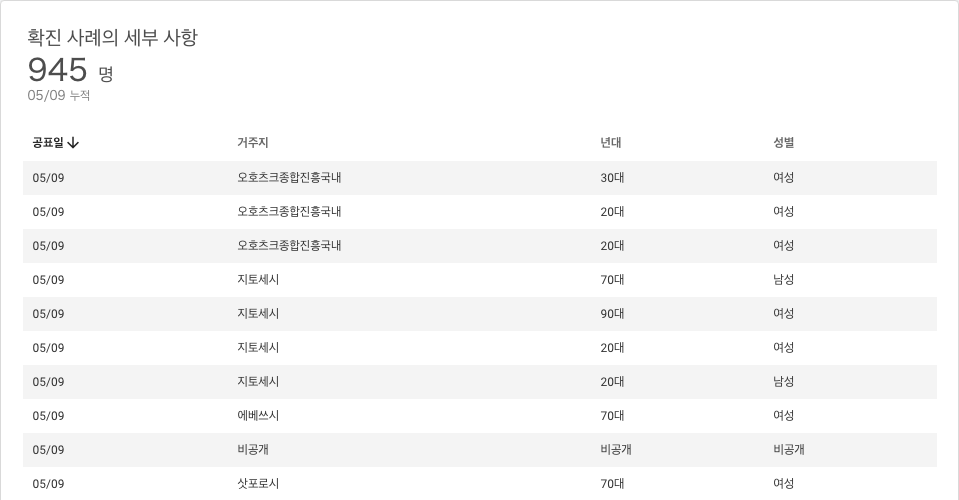 확진 사례의 세부 사항
945 명
05/09 누적
공표일 거주지 년대 성별
05/09 오호츠크종합진흥국내 30대 여성
05/09 오호츠크종합진흥국내 20대 여성
05/09 오호츠크종합진흥국내 20대 여성
05/09 지토세시 70대 남성
05/09 지토세시 90대 여성
05/09 지토세시 20대 여성
05/09 지토세시 20대 남성
05/09 에베쓰시 70대 여성
05/09 비공개 비공개 비공개
05/09 삿포로시 70대 여성